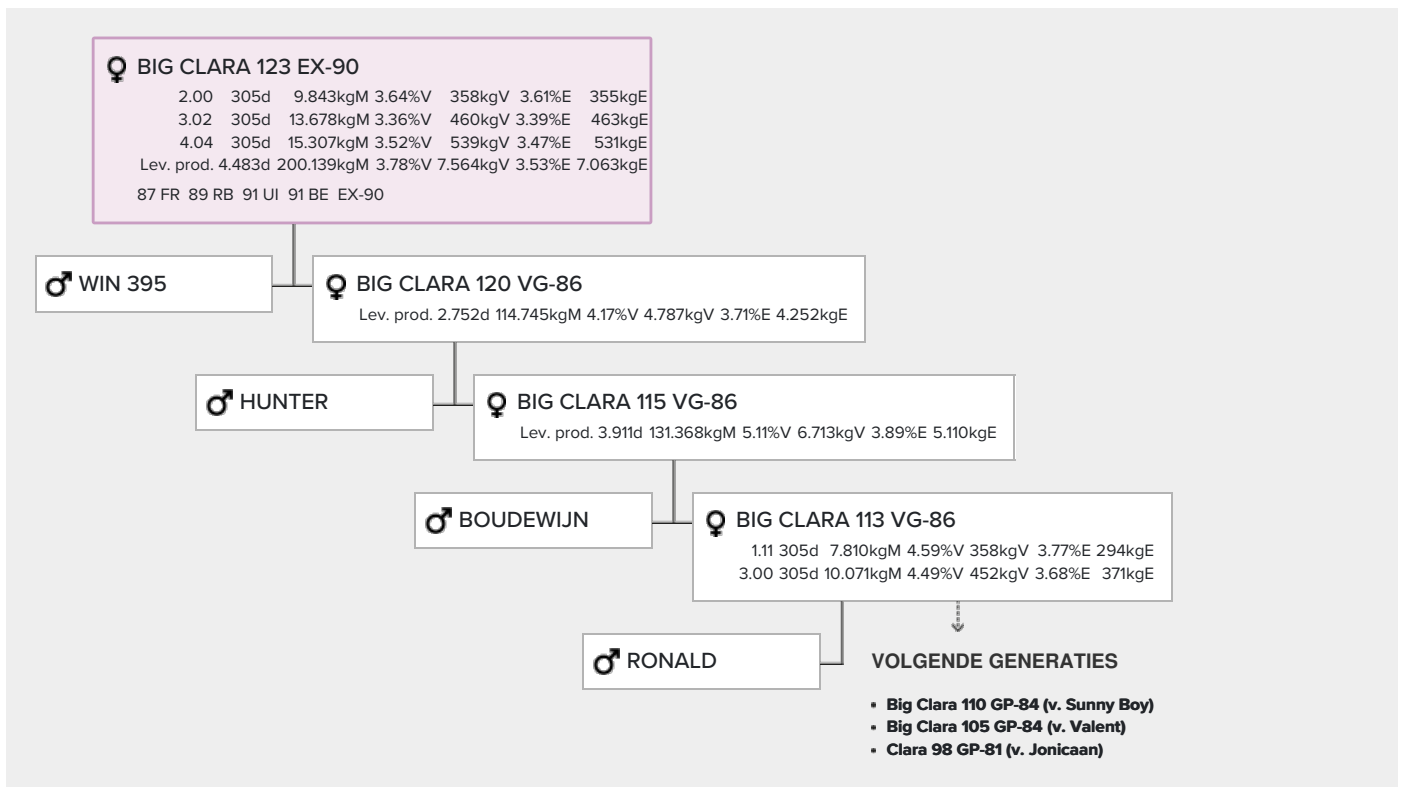 BIG CLARA 123 EX-90
2.00 305d 9.843kgM 3.64%V 358kgV 3.61%E 355kgE
3.02 305d 13.678kgM 3.36%V 460kgV 3.39%E 463kgE
4.04 305d 15.307kgM 3.52%V 539kgV 3.47%E 531kgE
Lev. prod. 4.483d 200.139kgM 3.78%V 7.564kgV 3.53%E 7.063kgE
87 FR 89 RB 91 UI 91 BE EX-90
WIN 395
BIG CLARA 120 VG-86
Lev. prod. 2.752d 114.745kgM 4.17%V 4.787kgV 3.71%E 4.252kgE
HUNTER
BIG CLARA 115 VG-86
Lev. prod. 3.911d 131.368kgM 5.11%V 6.713kgV 3.89%E 5.110kgE
BOUDEWIJN
BIG CLARA 113 VG-86
1.11 305d 7.810kgM 4.59%V 358kgV 3.77%E 294kgE
3.00 305d 10.071kgM 4.49%V 452kgV 3.68%E 371kgE
RONALD
VOLGENDE GENERATIES
• Big Clara 110 GP-84 (v. Sunny Boy)
• Big Clara 105 GP-84 (v. Valent)
• Clara 98 GP-81 (v. Jonicaan)